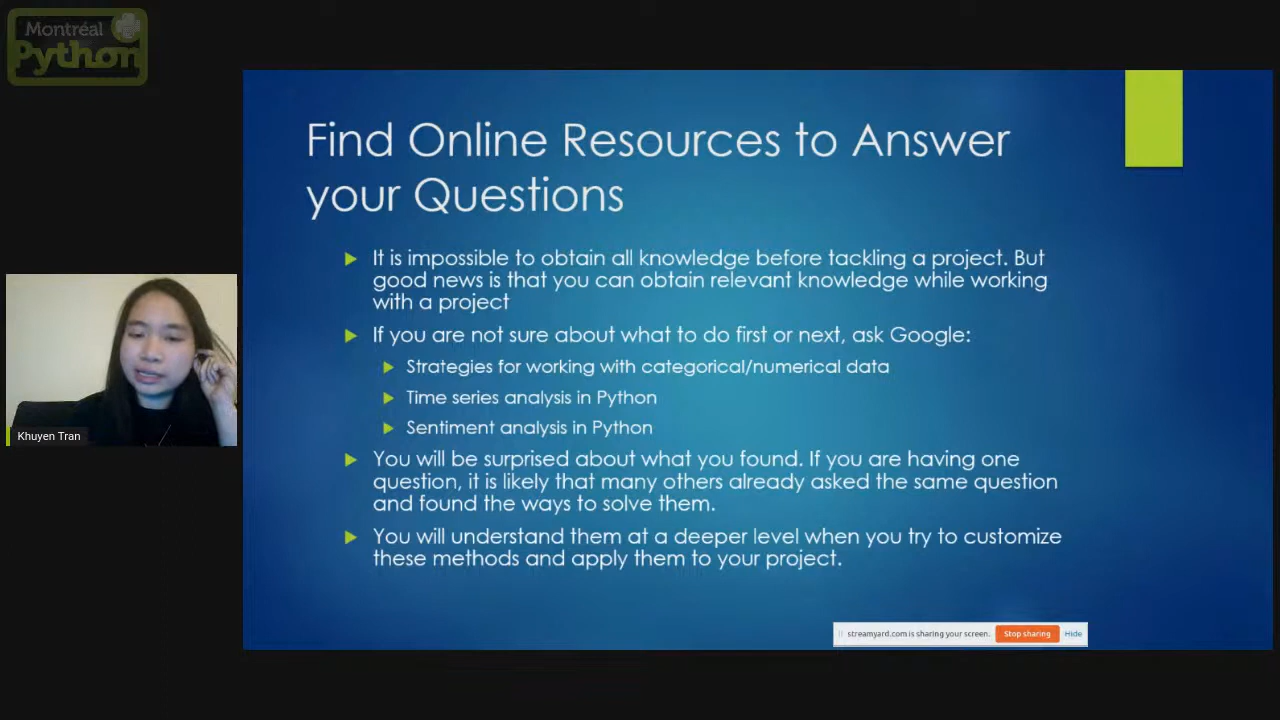 Montréal
Python
Find Online Resources to Answer
your Questions
It is impossible to obtain all knowledge before tackling a project. But
good news is that you can obtain relevant knowledge while working
with a project
If you are not sure about what to do first or next, ask Google:
Strategies for working with categorical/numerical data
Time series analysis in Python
Sentiment analysis in Python
You will be surprised about what you found. If you are having one
question, it is likely that many others already asked the same question
and found the ways to solve them.
You will understand them at a deeper level when you try to customize
these methods and apply them to your project.
Khuyen Tran
streamyard.com is sharing your screen. Stop sharing Hide